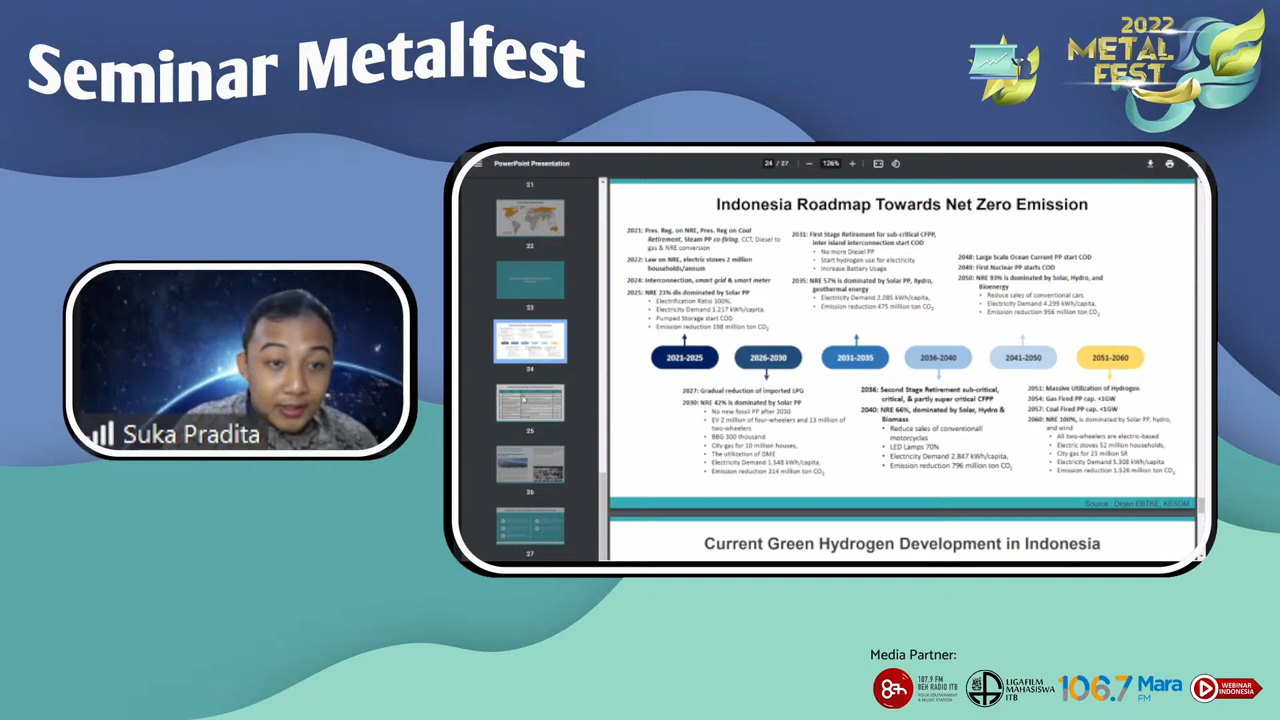 Seminar Metalfest
2022
METAL
FEST
PowerPoint Presentation
24 / 27
126%
21
22
23
24
25
26
27
Indonesia Roadmap Towards Net Zero Emission
2021: Pres. Reg. on NRE, Pres. Reg on Coal
Retirement, Steam PP co-firing, CCT, Diesel to
gas & NRE conversion
2022: Law on NRE, electric stoves 2 million
households/annum
2024: Interconnection, smart grid & smart meter
2025: NRE 23% dis dominated by Solar PP
• Electrification Ratio 100%,
• Electricity Demand 1.217 kWh/capita,
• Pumped Storage start COD
• Emission reduction 198 million ton CO2
2031: First Stage Retirement for sub-critical CFPP,
inter island interconnection start COD
• No more Diesel PP
• Start hydrogen use for electricity
• Increase Battery Usage
2035: NRE 57% is dominated by Solar PP, hydro,
geothermal energy
• Electricity Demand 2.085 kWh/capita,
• Emission reduction 475 million ton CO2
2048: Large Scale Ocean Current PP start COD
2049: First Nuclear PP starts COD
2050: NRE 93% is dominated by Solar, Hydro, and
Bioenergy
• Reduce sales of conventional cars
• Electricity Demand 4.299 kWh/capita,
• Emission reduction 956 million ton CO2
2021-2025
2026-2030
2031-2035
2036-2040
2041-2050
2051-2060
2027: Gradual reduction of imported LPG
2030: NRE 42% is dominated by Solar PP
• No new fossil PP after 2030
• EV 2 million of four-wheelers and 13 million of
two-wheelers
• BBG 300 thousand
• City gas for 10 million houses,
• The utilization of DME
• Electricity Demand 1.548 kWh/capita,
• Emission reduction 314 million ton CO2
2036: Second Stage Retirement sub-critical,
critical, & partly super critical CFPP
2040: NRE 66%, dominated by Solar, Hydro &
Biomass
• Reduce sales of conventionall
motorcycles
• LED Lamps 70%
• Electricity Demand 2.847 kWh/capita,
• Emission reduction 796 million ton CO2
2051: Massive Utilization of Hydrogen
2054: Gas Fired PP cap. <1GW
2057: Coal Fired PP cap. <1GW
2060: NRE 100%, is dominated by Solar PP, hydro,
and wind
• All two-wheelers are electric-based
• Electric stoves 52 million households,
• City gas for 23 million SR
• Electricity Demand 5.308 kWh/capita
• Emission reduction 1.526 million ton CO2
Source : Dirjen EBTKE, KESDM
Current Green Hydrogen Development in Indonesia
Suka Pradita
Media Partner:
8EH
107.9 FM
8EH RADIO ITB
YOUR EDUTAINMENT
& MUSIC STATION
LIGAFILM
MAHASISWA
ITB
106.7 Mara
FM
WEBINAR
INDONESIA